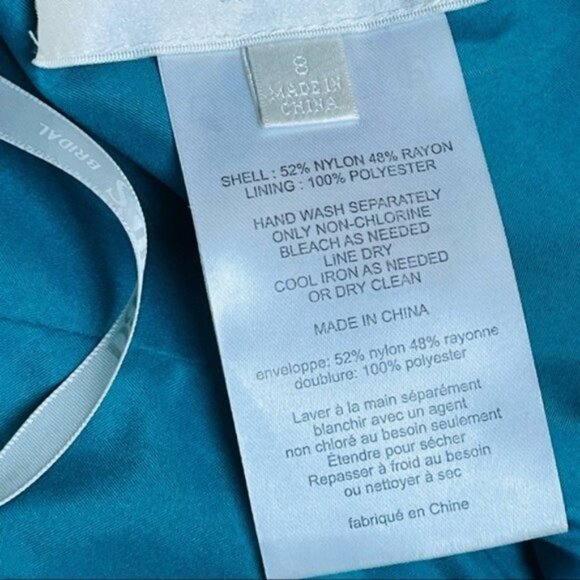 8
MADE IN
CHINA
BRIDAL
SHELL : 52% NYLON 48% RAYON
LINING : 100% POLYESTER
HAND WASH SEPARATELY
ONLY NON-CHLORINE
BLEACH AS NEEDED
LINE DRY
COOL IRON AS NEEDED
OR DRY CLEAN
MADE IN CHINA
enveloppe: 52% nylon 48% rayonne
doublure: 100% polyester
Laver à la main séparément
blanchir avec un agent
non chloré au besoin seulement
Étendre pour sécher
Repasser à froid au besoin
ou nettoyer à sec
fabriqué en Chine